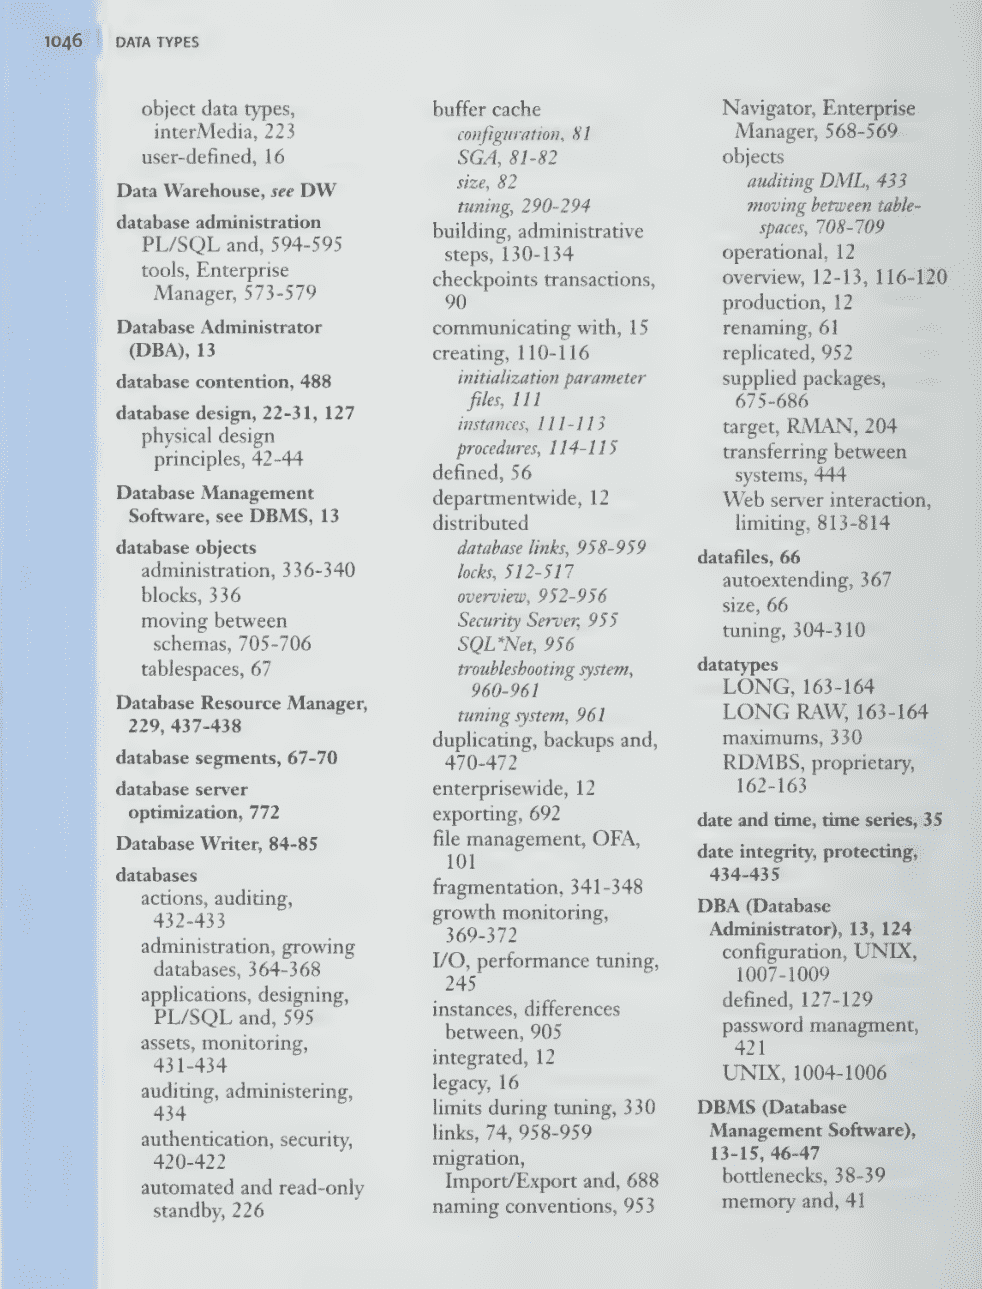 1046 DATA TYPES
object data types,
interMedia, 223
user-defined, 16
Data Warehouse, see DW
database administration
PL/SQL and, 594-595
tools, Enterprise
Manager, 573-579
Database Administrator
(DBA), 13
database contention, 488
database design, 22-31, 127
physical design
principles, 42-44
Database Management
Software, see DBMS, 13
database objects
administration, 336-340
blocks, 336
moving between
schemas, 705-706
tablespaces, 67
Database Resource Manager,
229, 437-438
database segments, 67-70
database server
optimization, 772
Database Writer, 84-85
databases
actions, auditing,
432-433
administration, growing
databases, 364-368
applications, designing,
PL/SQL and, 595
assets, monitoring,
431-434
auditing, administering,
434
authentication, security,
420-422
automated and read-only
standby, 226
buffer cache
configuration, 81
SGA, 81-82
size, 82
tuning, 290-294
building, administrative
steps, 130-134
checkpoints transactions,
90
communicating with, 15
creating, 110-116
initialization parameter
files, 111
instances, 111-113
procedures, 114-115
defined, 56
departmentwide, 12
distributed
database links, 958-959
locks, 512-517
overview, 952-956
Security Server, 955
SQL*Net, 956
troubleshooting system,
960-961
tuning system, 961
duplicating, backups and,
470-472
enterprisewide, 12
exporting, 692
file management, OFA,
101
fragmentation, 341-348
growth monitoring,
369-372
I/O, performance tuning,
245
instances, differences
between, 905
integrated, 12
legacy, 16
limits during tuning, 330
links, 74, 958-959
migration,
Import/Export and, 688
naming conventions, 953
Navigator, Enterprise
Manager, 568-569
objects
auditing DML, 433
moving between table-
spaces, 708-709
operational, 12
overview, 12-13, 116-120
production, 12
renaming, 61
replicated, 952
supplied packages,
675-686
target, RMAN, 204
transferring between
systems, 444
Web server interaction,
limiting, 813-814
datafiles, 66
autoextending, 367
size, 66
tuning, 304-310
datatypes
LONG, 163-164
LONG RAW, 163-164
maximums, 330
RDMBS, proprietary,
162-163
date and time, time series, 35
date integrity, protecting,
434-435
DBA (Database
Administrator), 13, 124
configuration, UNIX,
1007-1009
defined, 127-129
password managment,
421
UNIX, 1004-1006
DBMS (Database
Management Software),
13-15, 46-47
bottlenecks, 38-39
memory and, 41